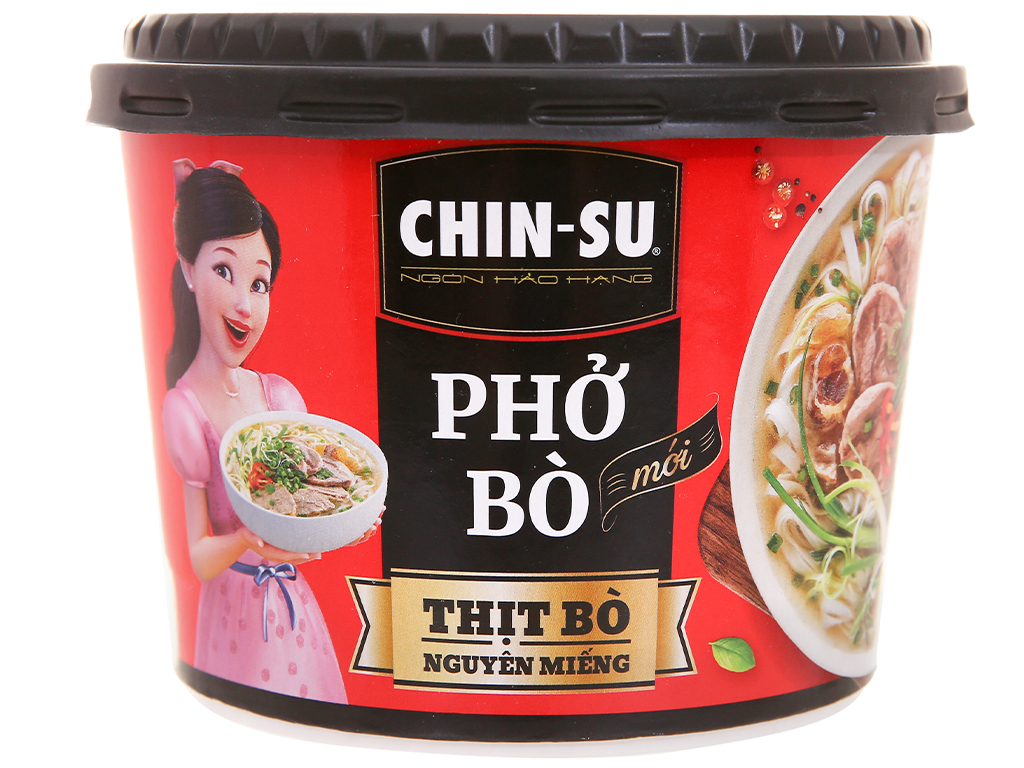 CHIN-SU®
NGON HẢO HẠNG
PHỞ
BÒ
mới
THỊT BÒ
NGUYÊN MIẾNG